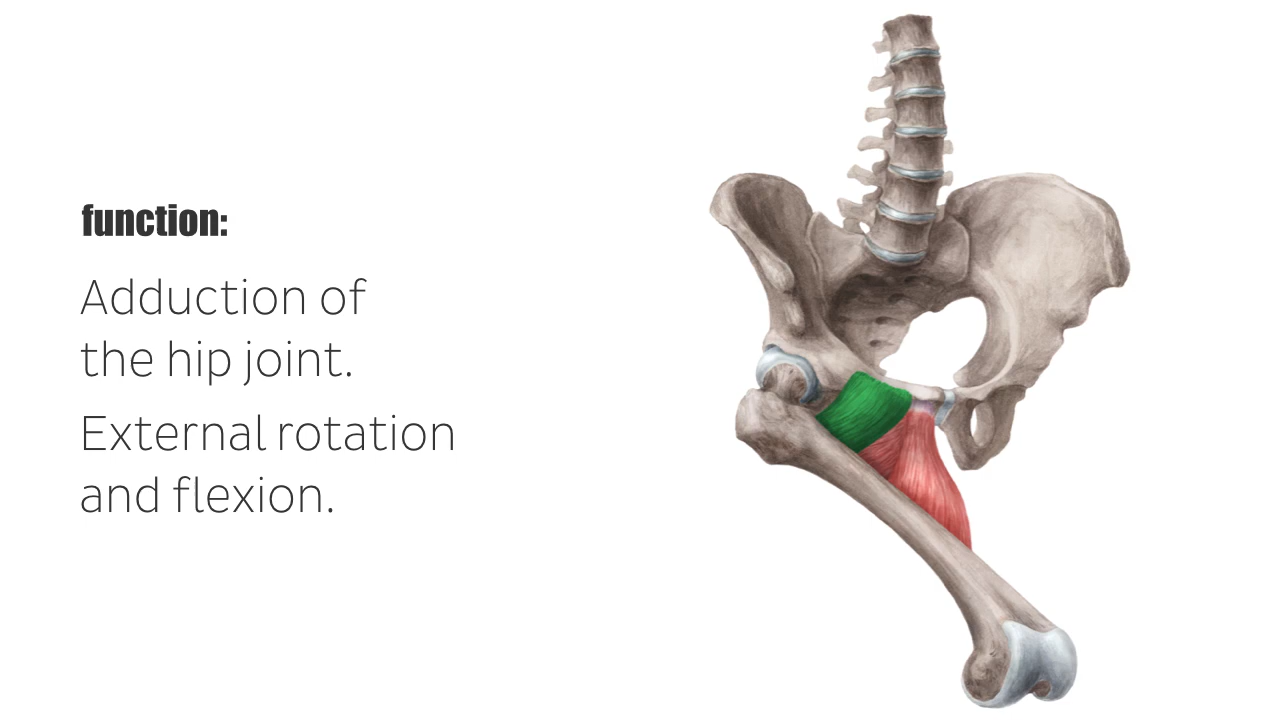 function:
Adduction of
the hip joint.
External rotation
and flexion.